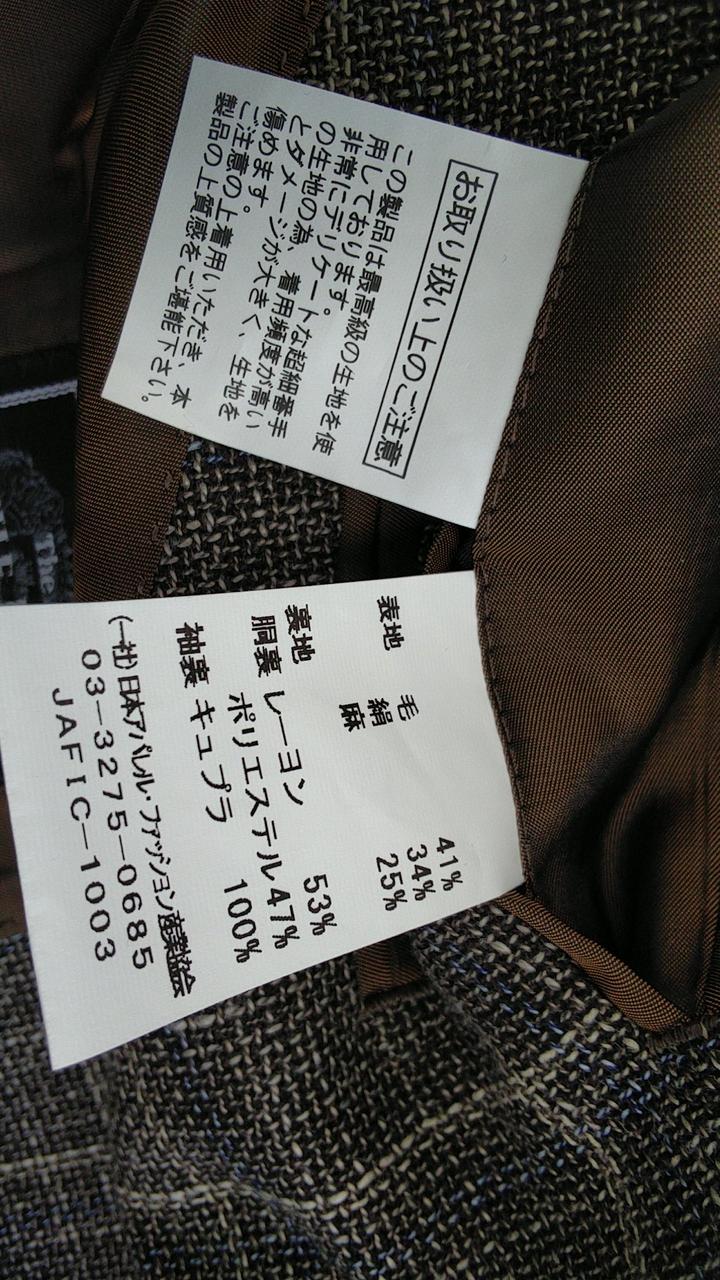 お取り扱い上のご注意
この製品は最高級の生地を使
用しております。
非常にデリケートな超細番手
の生地の為、着用頻度が高い
とダメージが大きく、生地を
傷めます。
ご注意の上着用いただき、本
製品の上質感をご堪能下さい。
表地 毛 41%
絹 34%
麻 25%
裏地
胴裏 レーヨン 53%
ポリエステル 47%
袖裏 キュプラ 100%
(一社)日本アパレル・ファッション産業協会
03-3275-0685
JAFIC-1003